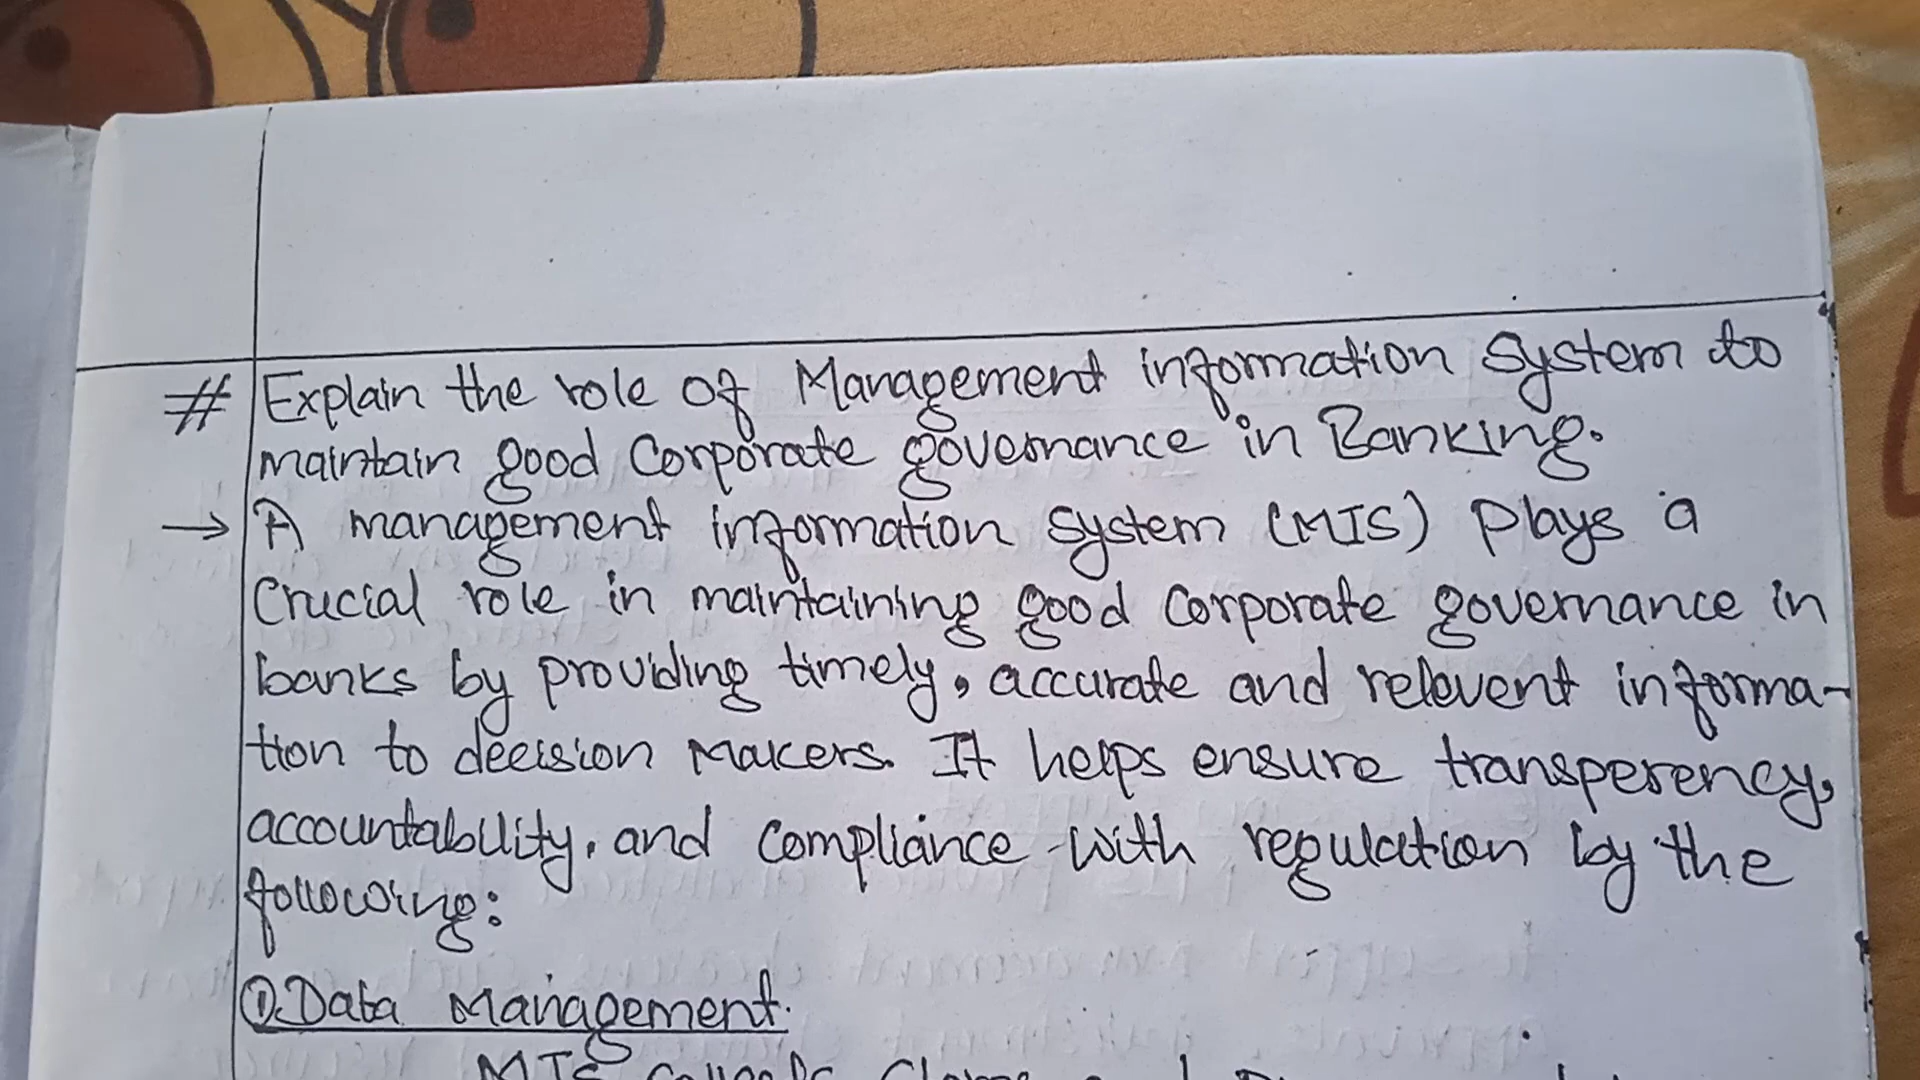 # Explain the role of Management information system to
maintain good Corporate governance in Banking.
→ A management information system (MIS) plays a
Crucial role in maintaining good corporate governance in
banks by providing timely, accurate and relevent informa-
tion to decision makers. It helps ensure transperency,
accountability, and compliance with regulation by the
following:
① Data Management.
MIS